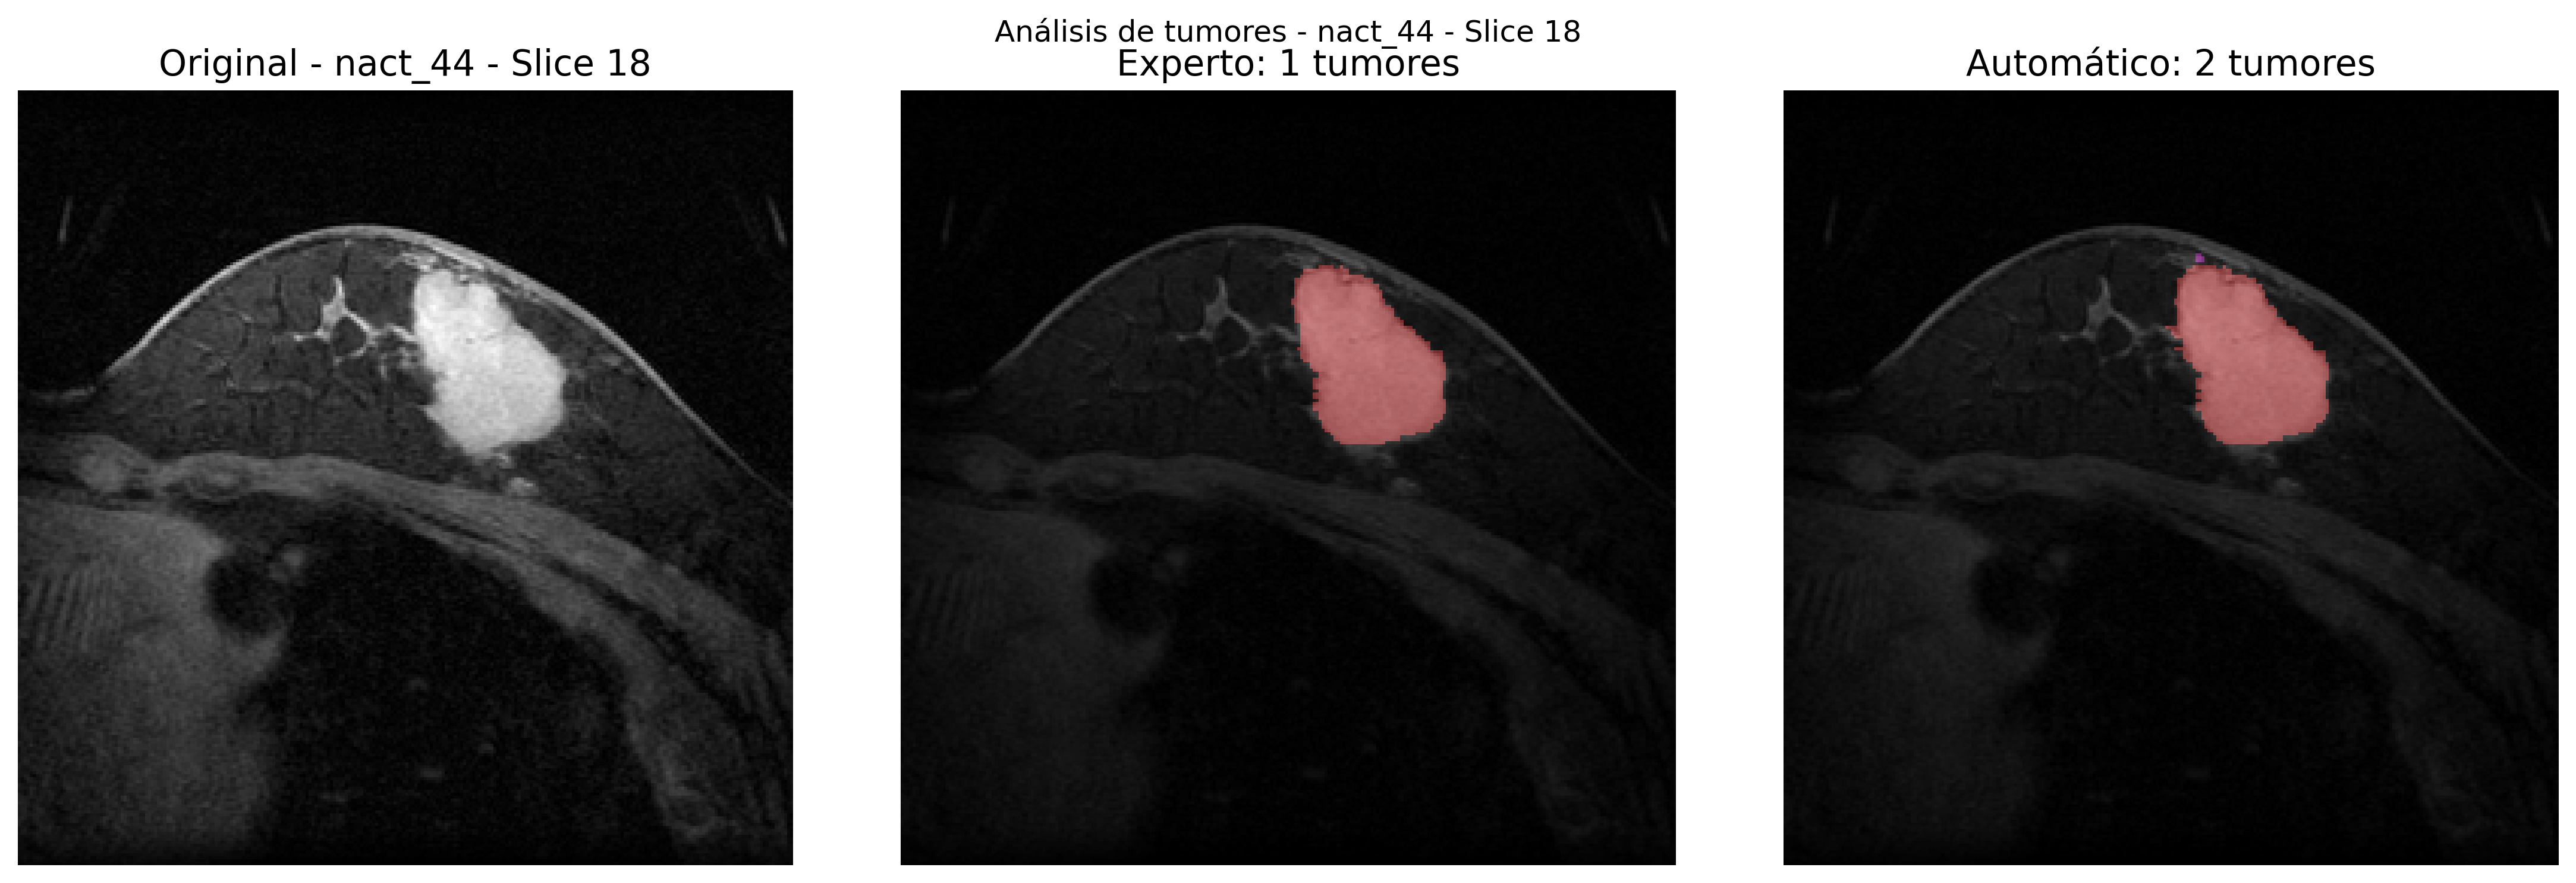 Análisis de tumores - nact_44 - Slice 18
Original - nact_44 - Slice 18
Experto: 1 tumores
Automático: 2 tumores